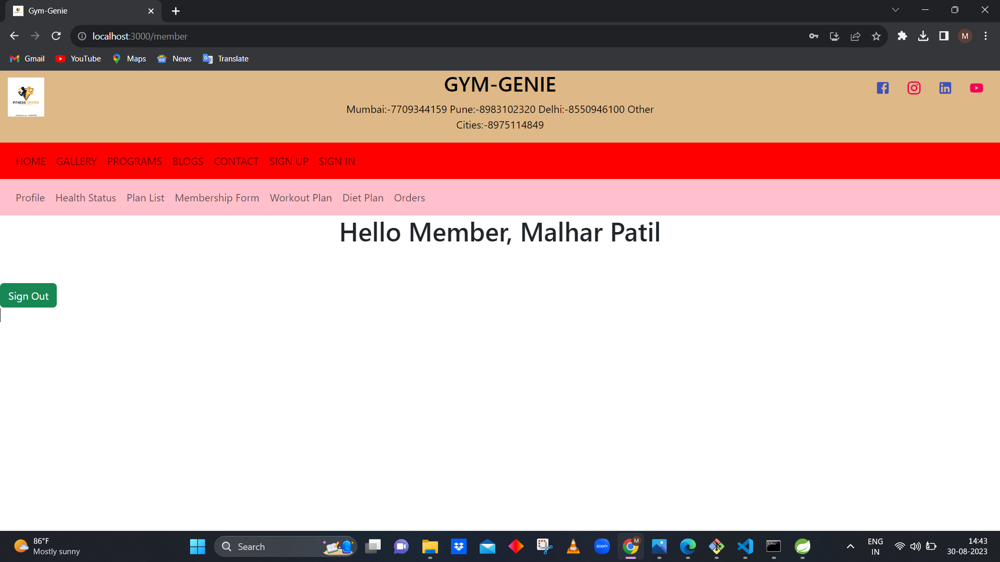 Gym-Genie
localhost:3000/member
M
Gmail YouTube Maps News Translate
FITNESS CENTER
GYM-GENIE
Mumbai:-7709344159 Pune:-8983102320 Delhi:-8550946100 Other
Cities:-8975114849
HOME GALLERY PROGRAMS BLOGS CONTACT SIGN UP SIGN IN
Profile Health Status Plan List Membership Form Workout Plan Diet Plan Orders
Hello Member, Malhar Patil
Sign Out
86°F
Mostly sunny
Search
zoom
M
ENG
IN
14:43
30-08-2023